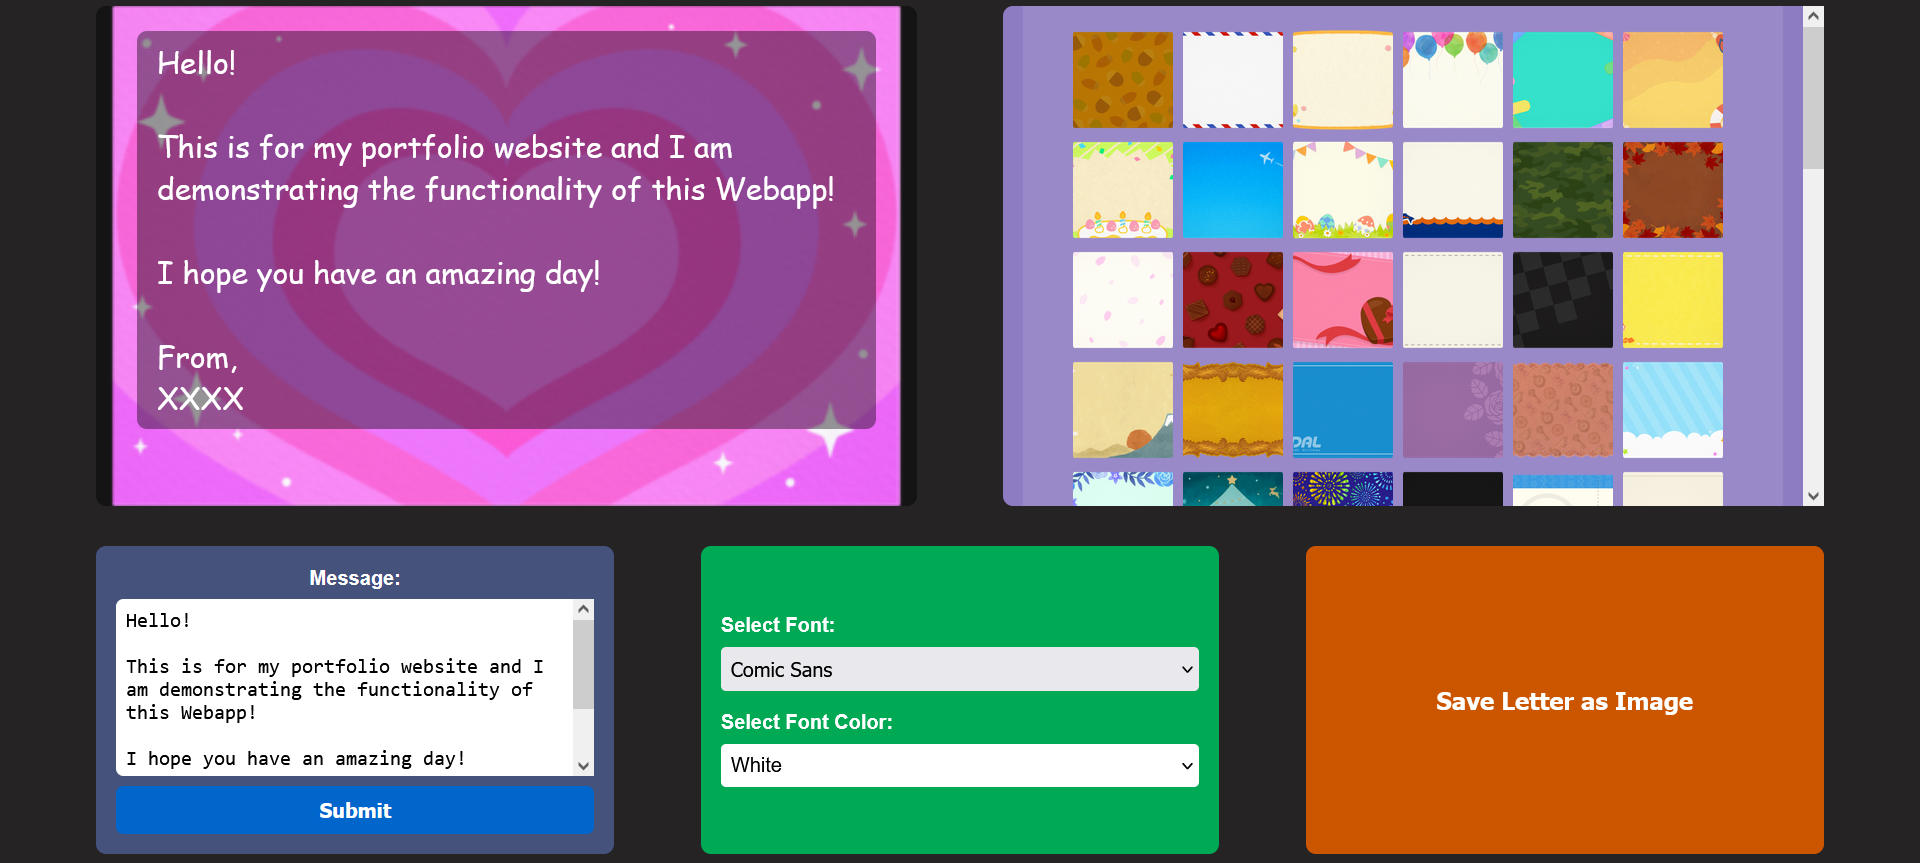 Hello!
This is for my portfolio website and I am
demonstrating the functionality of this Webapp!
I hope you have an amazing day!
From,
XXXX
Message:
Hello!
This is for my portfolio website and I
am demonstrating the functionality of
this Webapp!
I hope you have an amazing day!
Submit
Select Font:
Comic Sans
Select Font Color:
White
Save Letter as Image